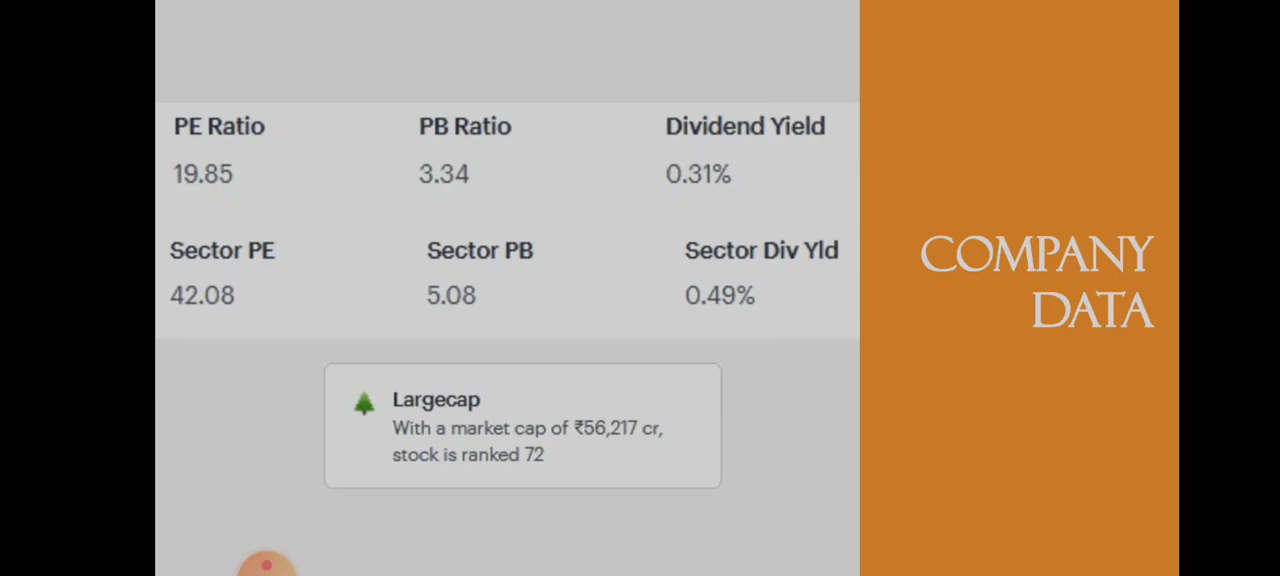 PE Ratio PB Ratio Dividend Yield
19.85 3.34 0.31%
Sector PE Sector PB Sector Div Yld
42.08 5.08 0.49%
Largecap
With a market cap of ₹56,217 cr,
stock is ranked 72
COMPANY
DATA